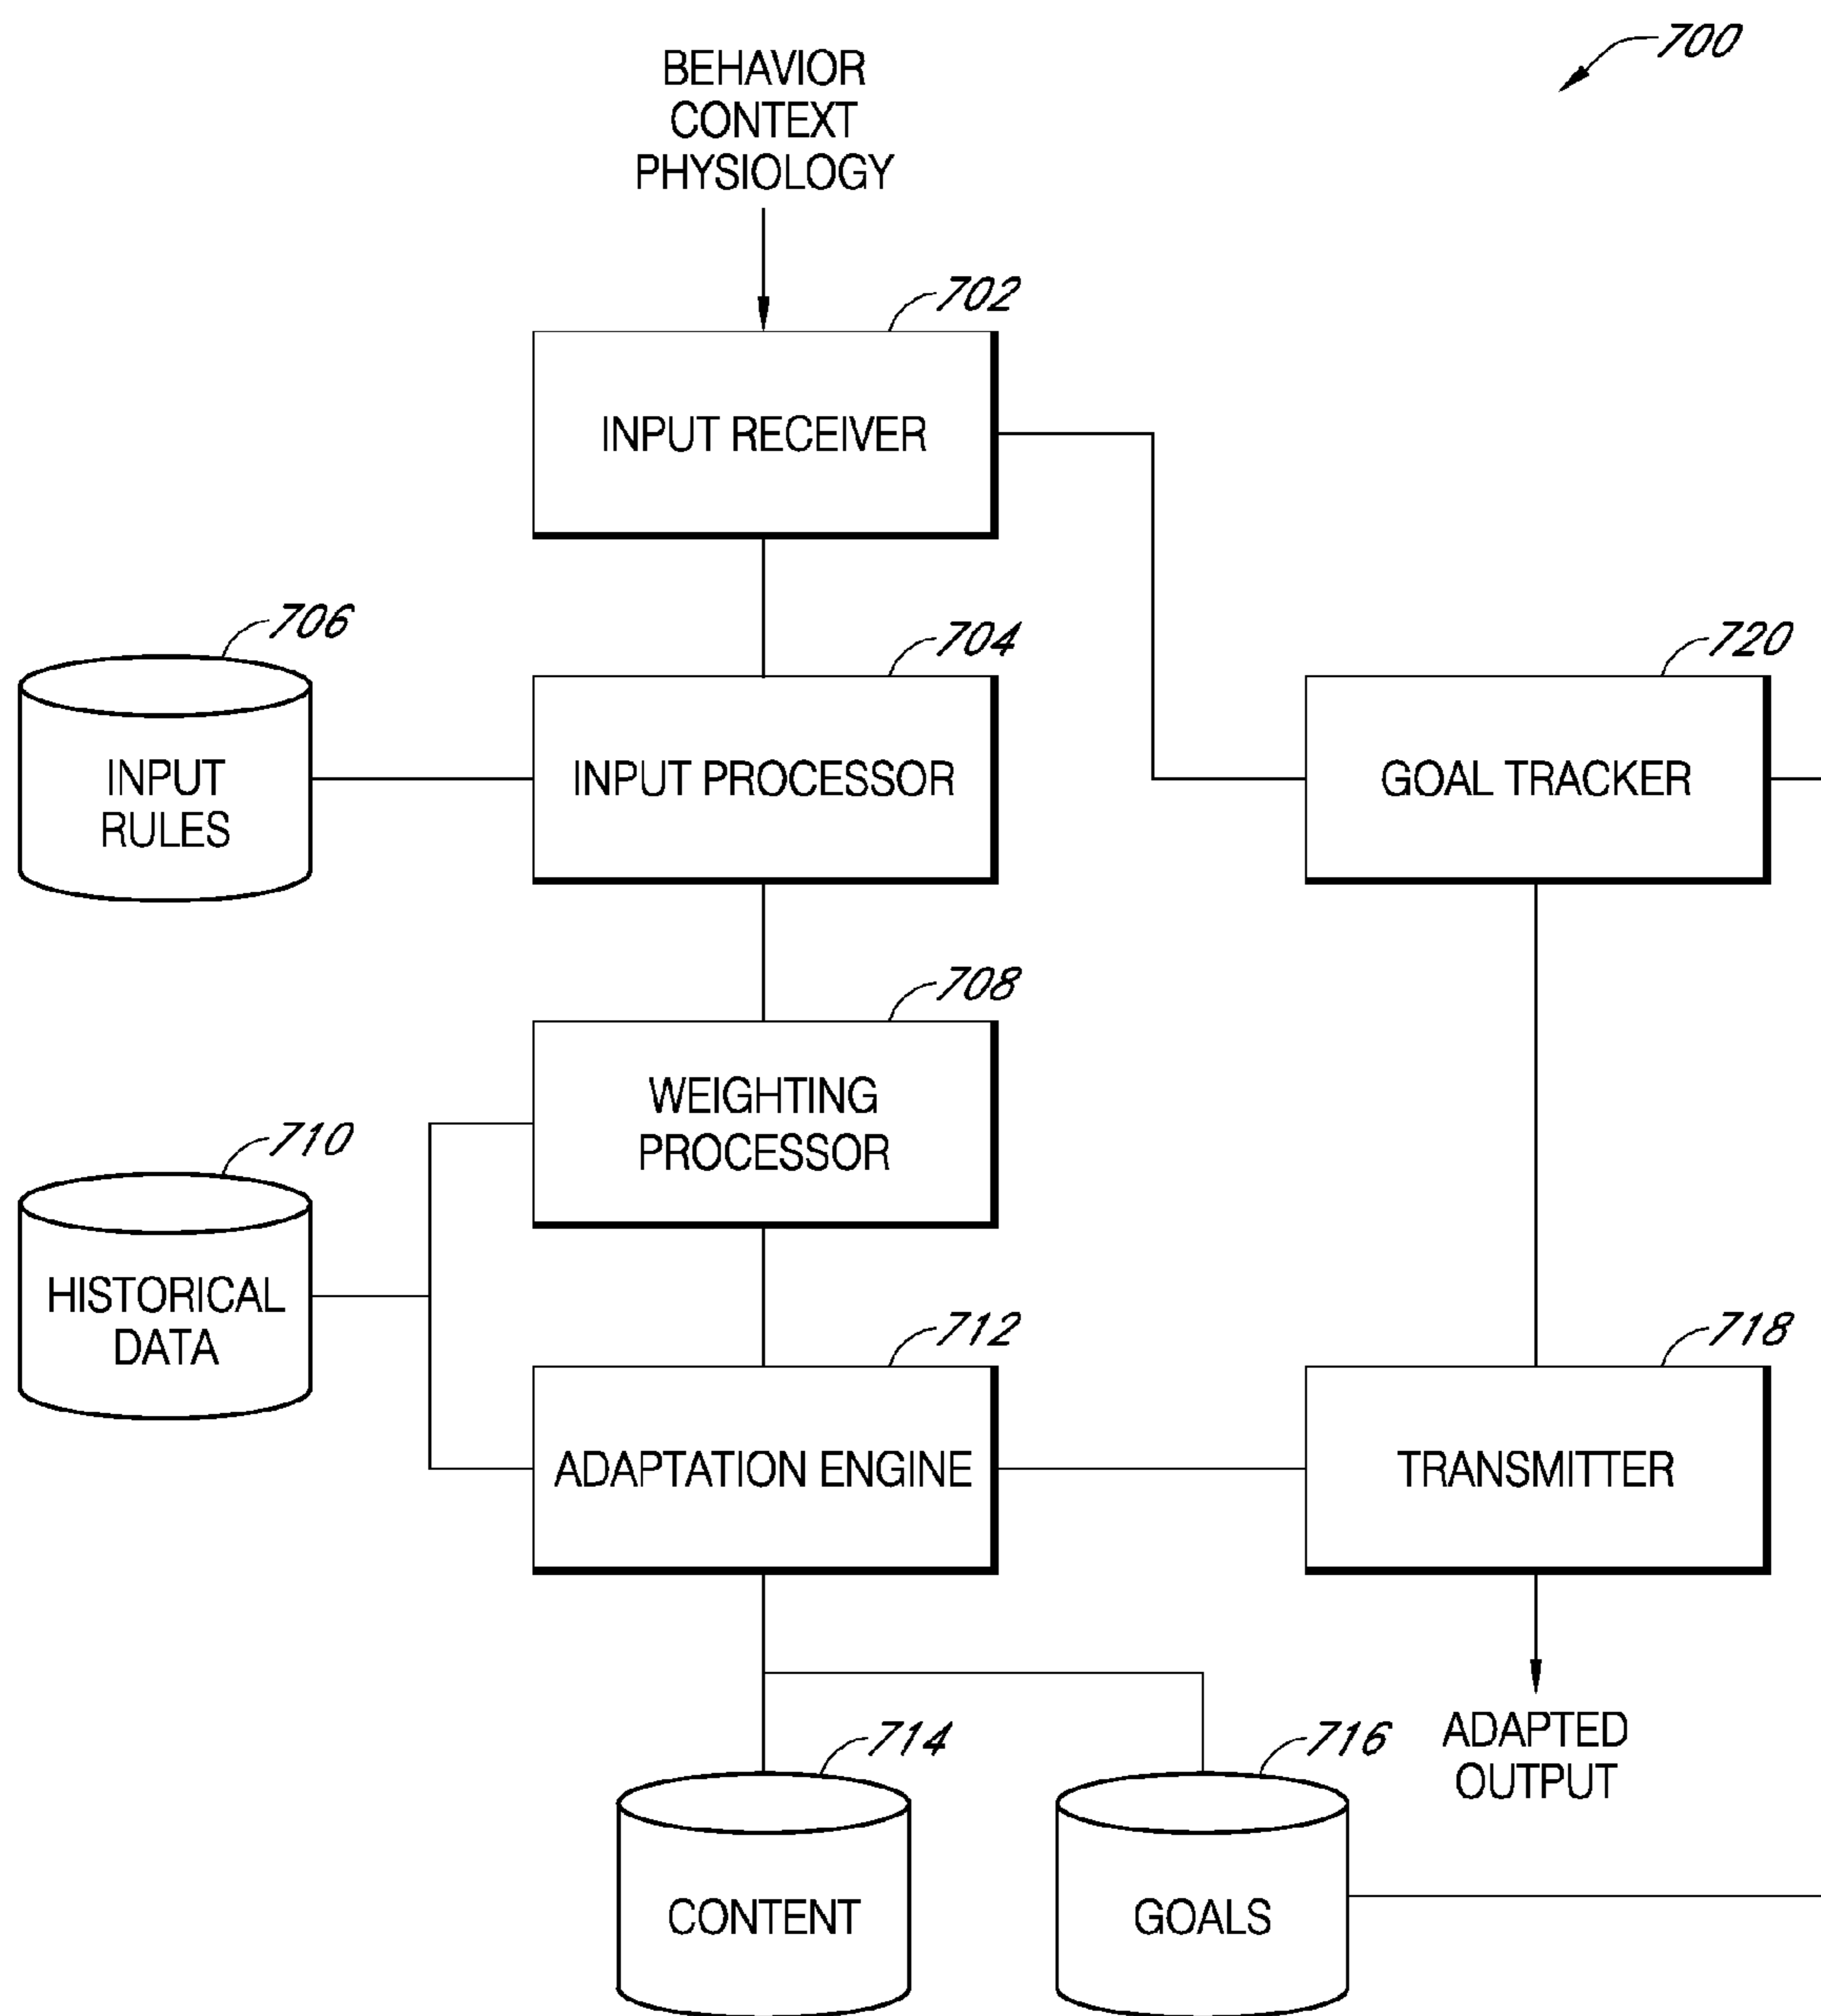 700
BEHAVIOR
CONTEXT
PHYSIOLOGY
702
INPUT RECEIVER
706
INPUT
RULES
704
INPUT PROCESSOR
720
GOAL TRACKER
708
WEIGHTING
PROCESSOR
710
HISTORICAL
DATA
712
ADAPTATION ENGINE
718
TRANSMITTER
714
CONTENT
716
GOALS
ADAPTED
OUTPUT